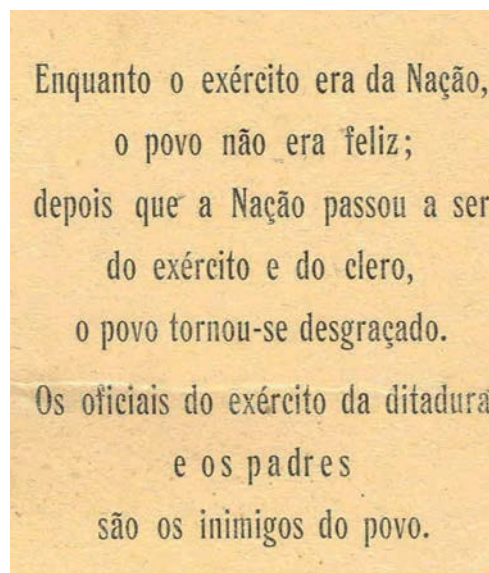 Enquanto o exército era da Nação,
o povo não era feliz;
depois que a Nação passou a ser
do exército e do clero,
o povo tornou-se desgraçado.
Os oficiais do exército da ditadura
e os padres
são os inimigos do povo.